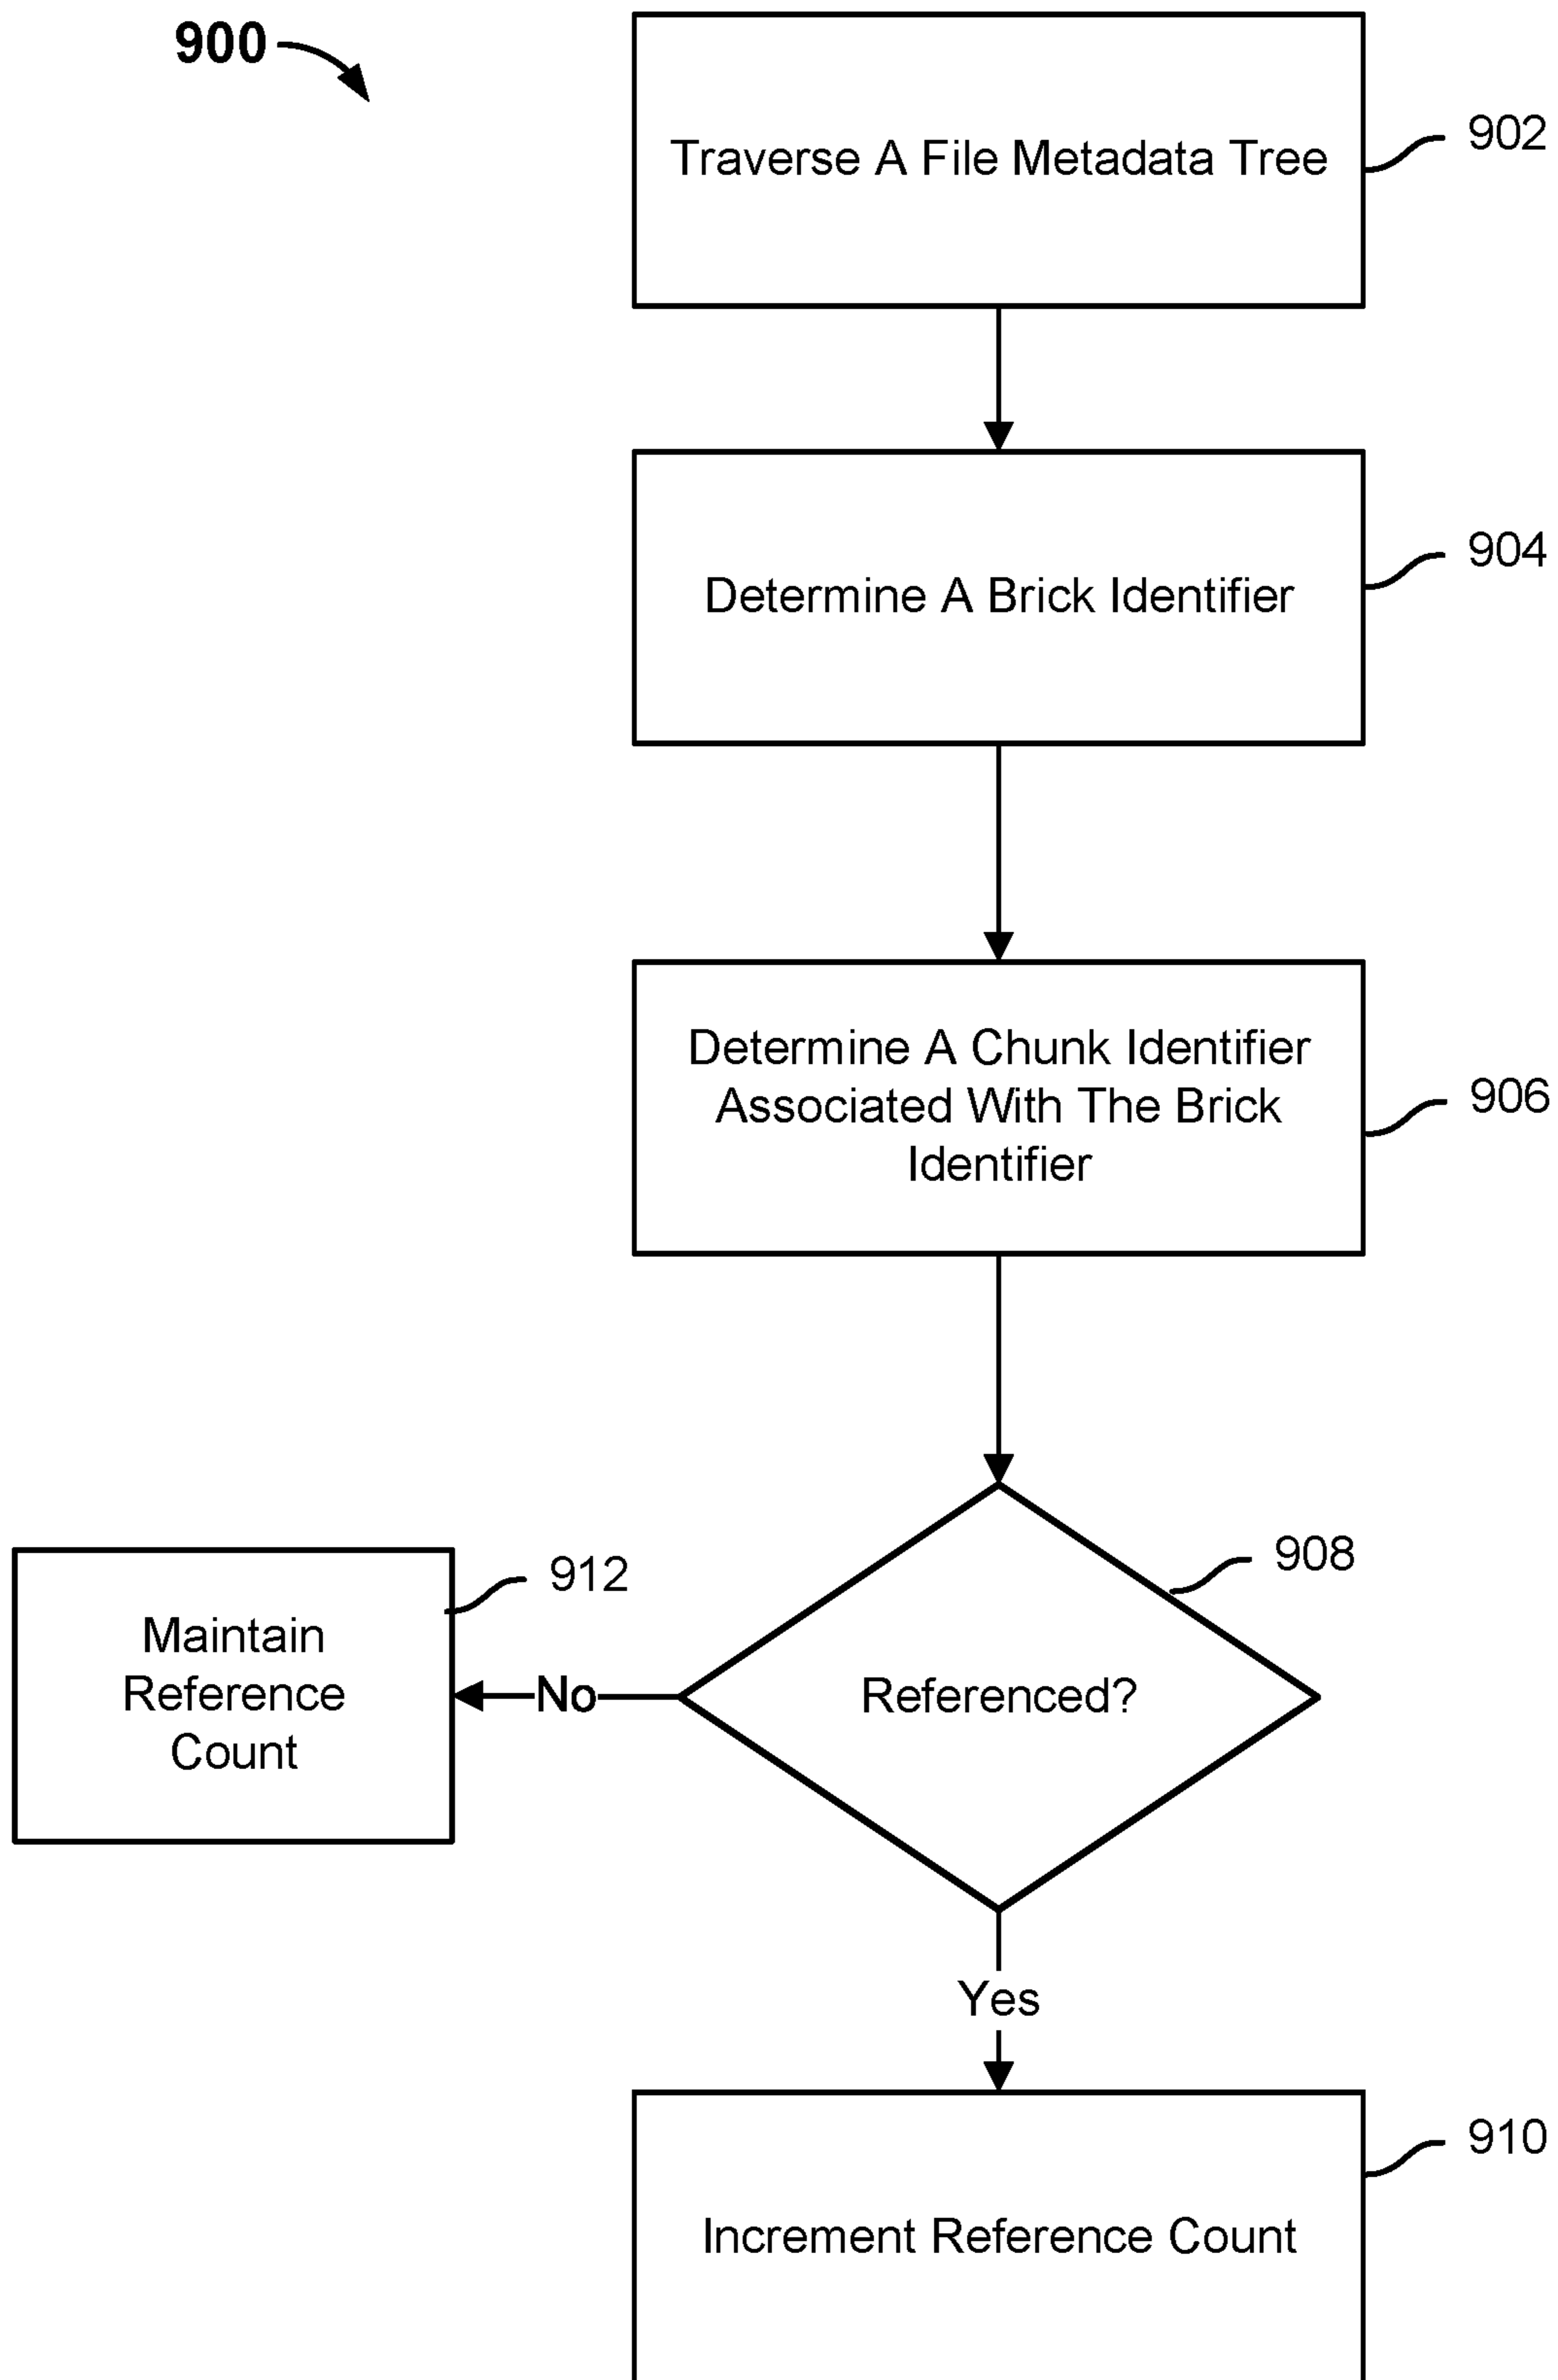 900
Traverse A File Metadata Tree
902
Determine A Brick Identifier
904
Determine A Chunk Identifier
Associated With The Brick
Identifier
906
Referenced?
908
No
Maintain
Reference
Count
912
Yes
Increment Reference Count
910